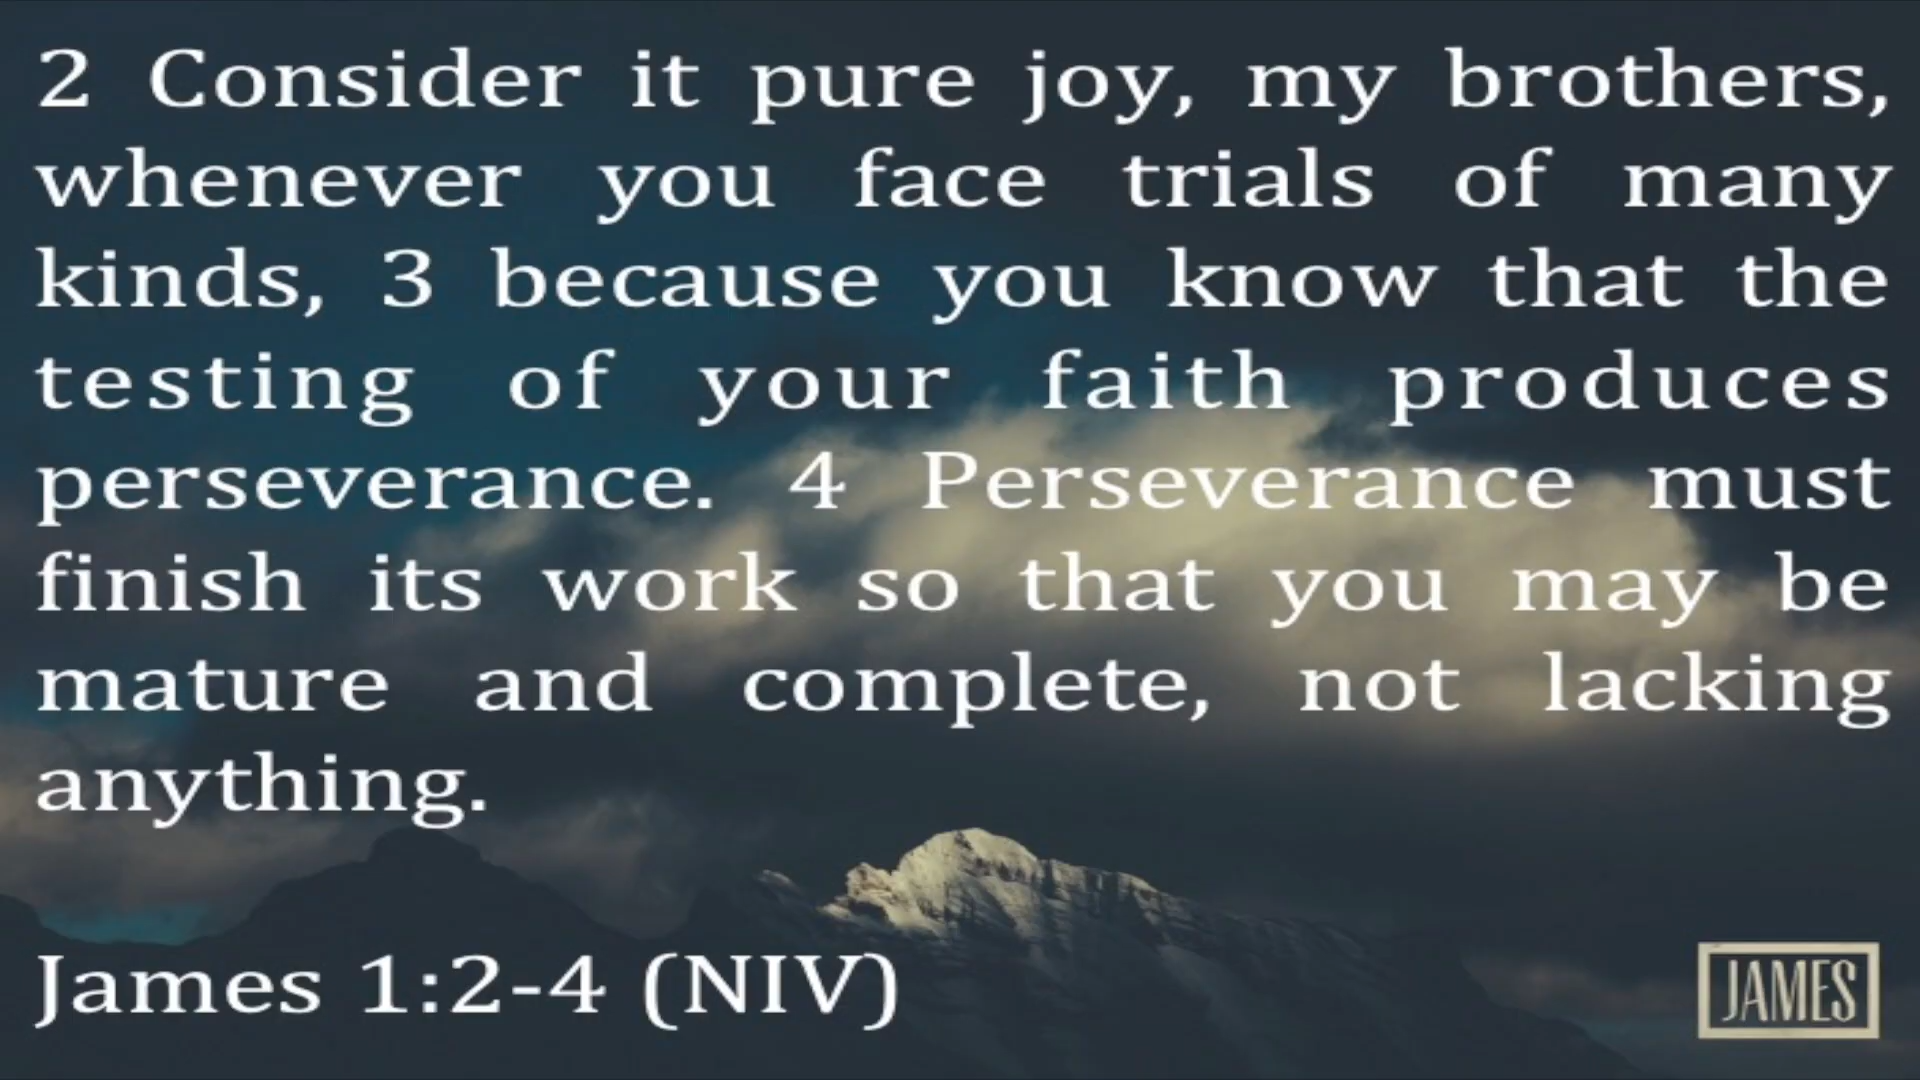 2 Consider it pure joy, my brothers,
whenever you face trials of many
kinds, 3 because you know that the
testing of your faith produces
perseverance. 4 Perseverance must
finish its work so that you may be
mature and complete, not lacking
anything.
James 1:2-4 (NIV)
JAMES